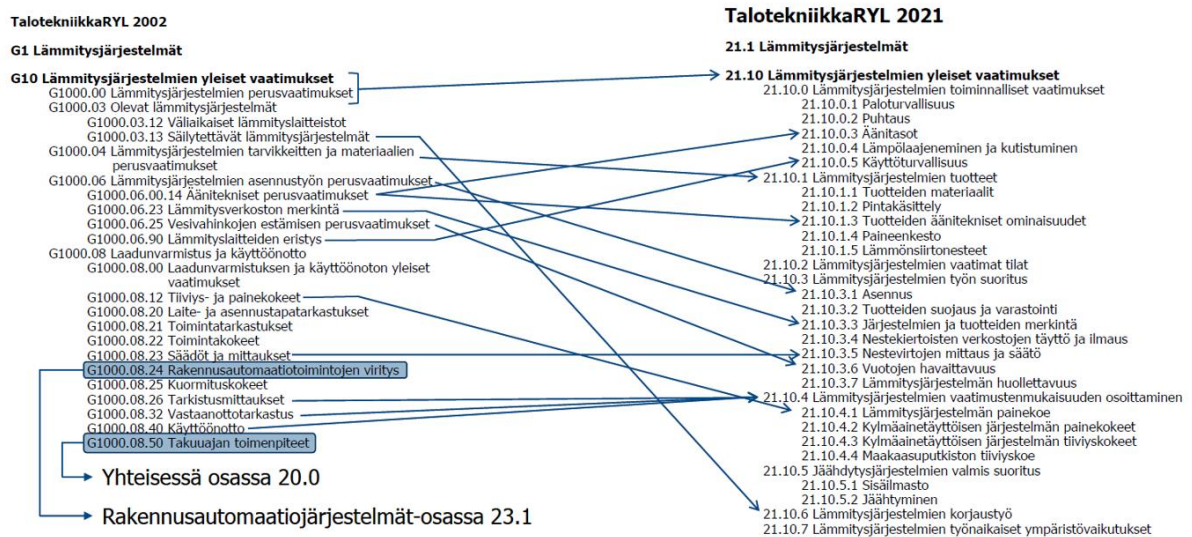 TalotekniikkaRYL 2002
G1 Lämmitysjärjestelmät
G10 Lämmitysjärjestelmien yleiset vaatimukset
G1000.00 Lämmitysjärjestelmien perusvaatimukset
G1000.03 Olevat lämmitysjärjestelmät
G1000.03.12 Väliaikaiset lämmityslaitteistot
G1000.03.13 Säilytettävät lämmitysjärjestelmät
G1000.04 Lämmitysjärjestelmien tarvikkeitten ja materiaalien
perusvaatimukset
G1000.06 Lämmitysjärjestelmien asennustyön perusvaatimukset
G1000.06.00.14 Äänitekniset perusvaatimukset
G1000.06.23 Lämmitysverkoston merkintä
G1000.06.25 Vesivahinkojen estämisen perusvaatimukset
G1000.06.90 Lämmityslaitteiden eristys
G1000.08 Laadunvarmistus ja käyttöönotto
G1000.08.00 Laadunvarmistuksen ja käyttöönoton yleiset
vaatimukset
G1000.08.12 Tiiviys- ja painekokeet
G1000.08.20 Laite- ja asennustapatarkastukset
G1000.08.21 Toimintatarkastukset
G1000.08.22 Toimintakokeet
G1000.08.23 Säädöt ja mittaukset
G1000.08.24 Rakennusautomaatiotoimintojen viritys
G1000.08.25 Kuormituskokeet
G1000.08.26 Tarkistusmittaukset
G1000.08.32 Vastaanottotarkastus
G1000.08.40 Käyttöönotto
G1000.08.50 Takuuajan toimenpiteet
Yhteisessä osassa 20.0
Rakennusautomaatiojärjestelmät-osassa 23.1
TalotekniikkaRYL 2021
21.1 Lämmitysjärjestelmät
21.10 Lämmitysjärjestelmien yleiset vaatimukset
21.10.0 Lämmitysjärjestelmien toiminnalliset vaatimukset
21.10.0.1 Paloturvallisuus
21.10.0.2 Puhtaus
21.10.0.3 Äänitasot
21.10.0.4 Lämpölaajeneminen ja kutistuminen
21.10.0.5 Käyttöturvallisuus
21.10.1 Lämmitysjärjestelmien tuotteet
21.10.1.1 Tuotteiden materiaalit
21.10.1.2 Pintakäsittely
21.10.1.3 Tuotteiden äänitekniset ominaisuudet
21.10.1.4 Paineenkesto
21.10.1.5 Lämmönsiirtonesteet
21.10.2 Lämmitysjärjestelmien vaatimat tilat
21.10.3 Lämmitysjärjestelmien työn suoritus
21.10.3.1 Asennus
21.10.3.2 Tuotteiden suojaus ja varastointi
21.10.3.3 Järjestelmien ja tuotteiden merkintä
21.10.3.4 Nestekiertoisten verkostojen täyttö ja ilmaus
21.10.3.5 Nestevirtojen mittaus ja säätö
21.10.3.6 Vuotojen havaittavuus
21.10.3.7 Lämmitysjärjestelmän huollettavuus
21.10.4 Lämmitysjärjestelmien vaatimustenmukaisuuden osoittaminen
21.10.4.1 Lämmitysjärjestelmän painekoe
21.10.4.2 Kylmäainetäyttöisen järjestelmän painekokeet
21.10.4.3 Kylmäainetäyttöisen järjestelmän tiiviyskokeet
21.10.4.4 Maakaasuputkiston tiiviyskoe
21.10.5 Jäähdytysjärjestelmien valmis suoritus
21.10.5.1 Sisäilmasto
21.10.5.2 Jäähtyminen
21.10.6 Lämmitysjärjestelmien korjaustyö
21.10.7 Lämmitysjärjestelmien työnaikaiset ympäristövaikutukset